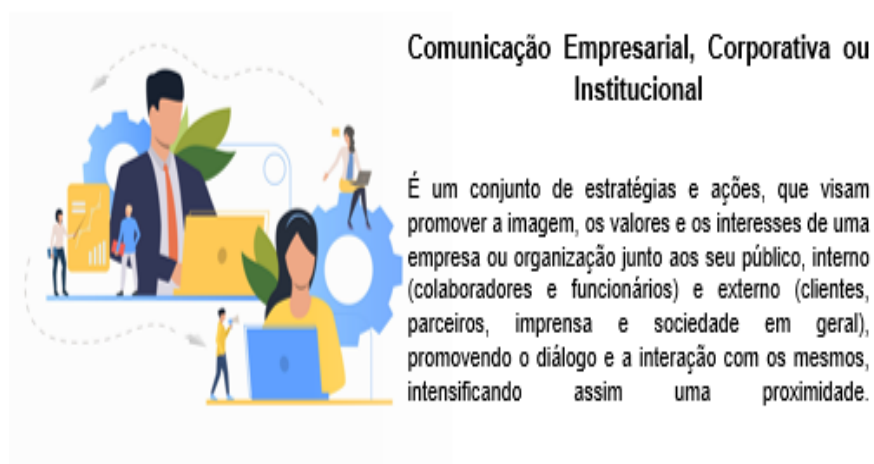 Comunicação Empresarial, Corporativa ou
Institucional
É um conjunto de estratégias e ações, que visam
promover a imagem, os valores e os interesses de uma
empresa ou organização junto aos seu público, interno
(colaboradores e funcionários) e externo (clientes,
parceiros, imprensa e sociedade em geral),
promovendo o diálogo e a interação com os mesmos,
intensificando assim uma proximidade.